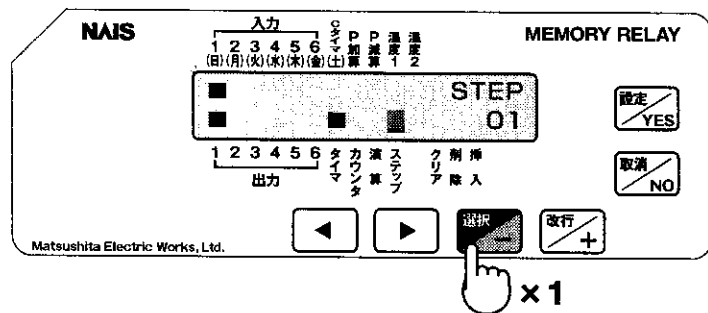 NAIS
MEMORY RELAY
入力
1 2 3 4 5 6
(日)(月)(火)(水)(木)(金)(土)
Cタイマ
P加算
P減算
温度1
温度2
STEP
01
1 2 3 4 5 6
出力
タイマ
カウンタ
演算
ステップ
クリア
削除
挿入
設定
YES
取消
NO
◀
▶
選択
−
改行
+
Matsushita Electric Works, Ltd.
×1